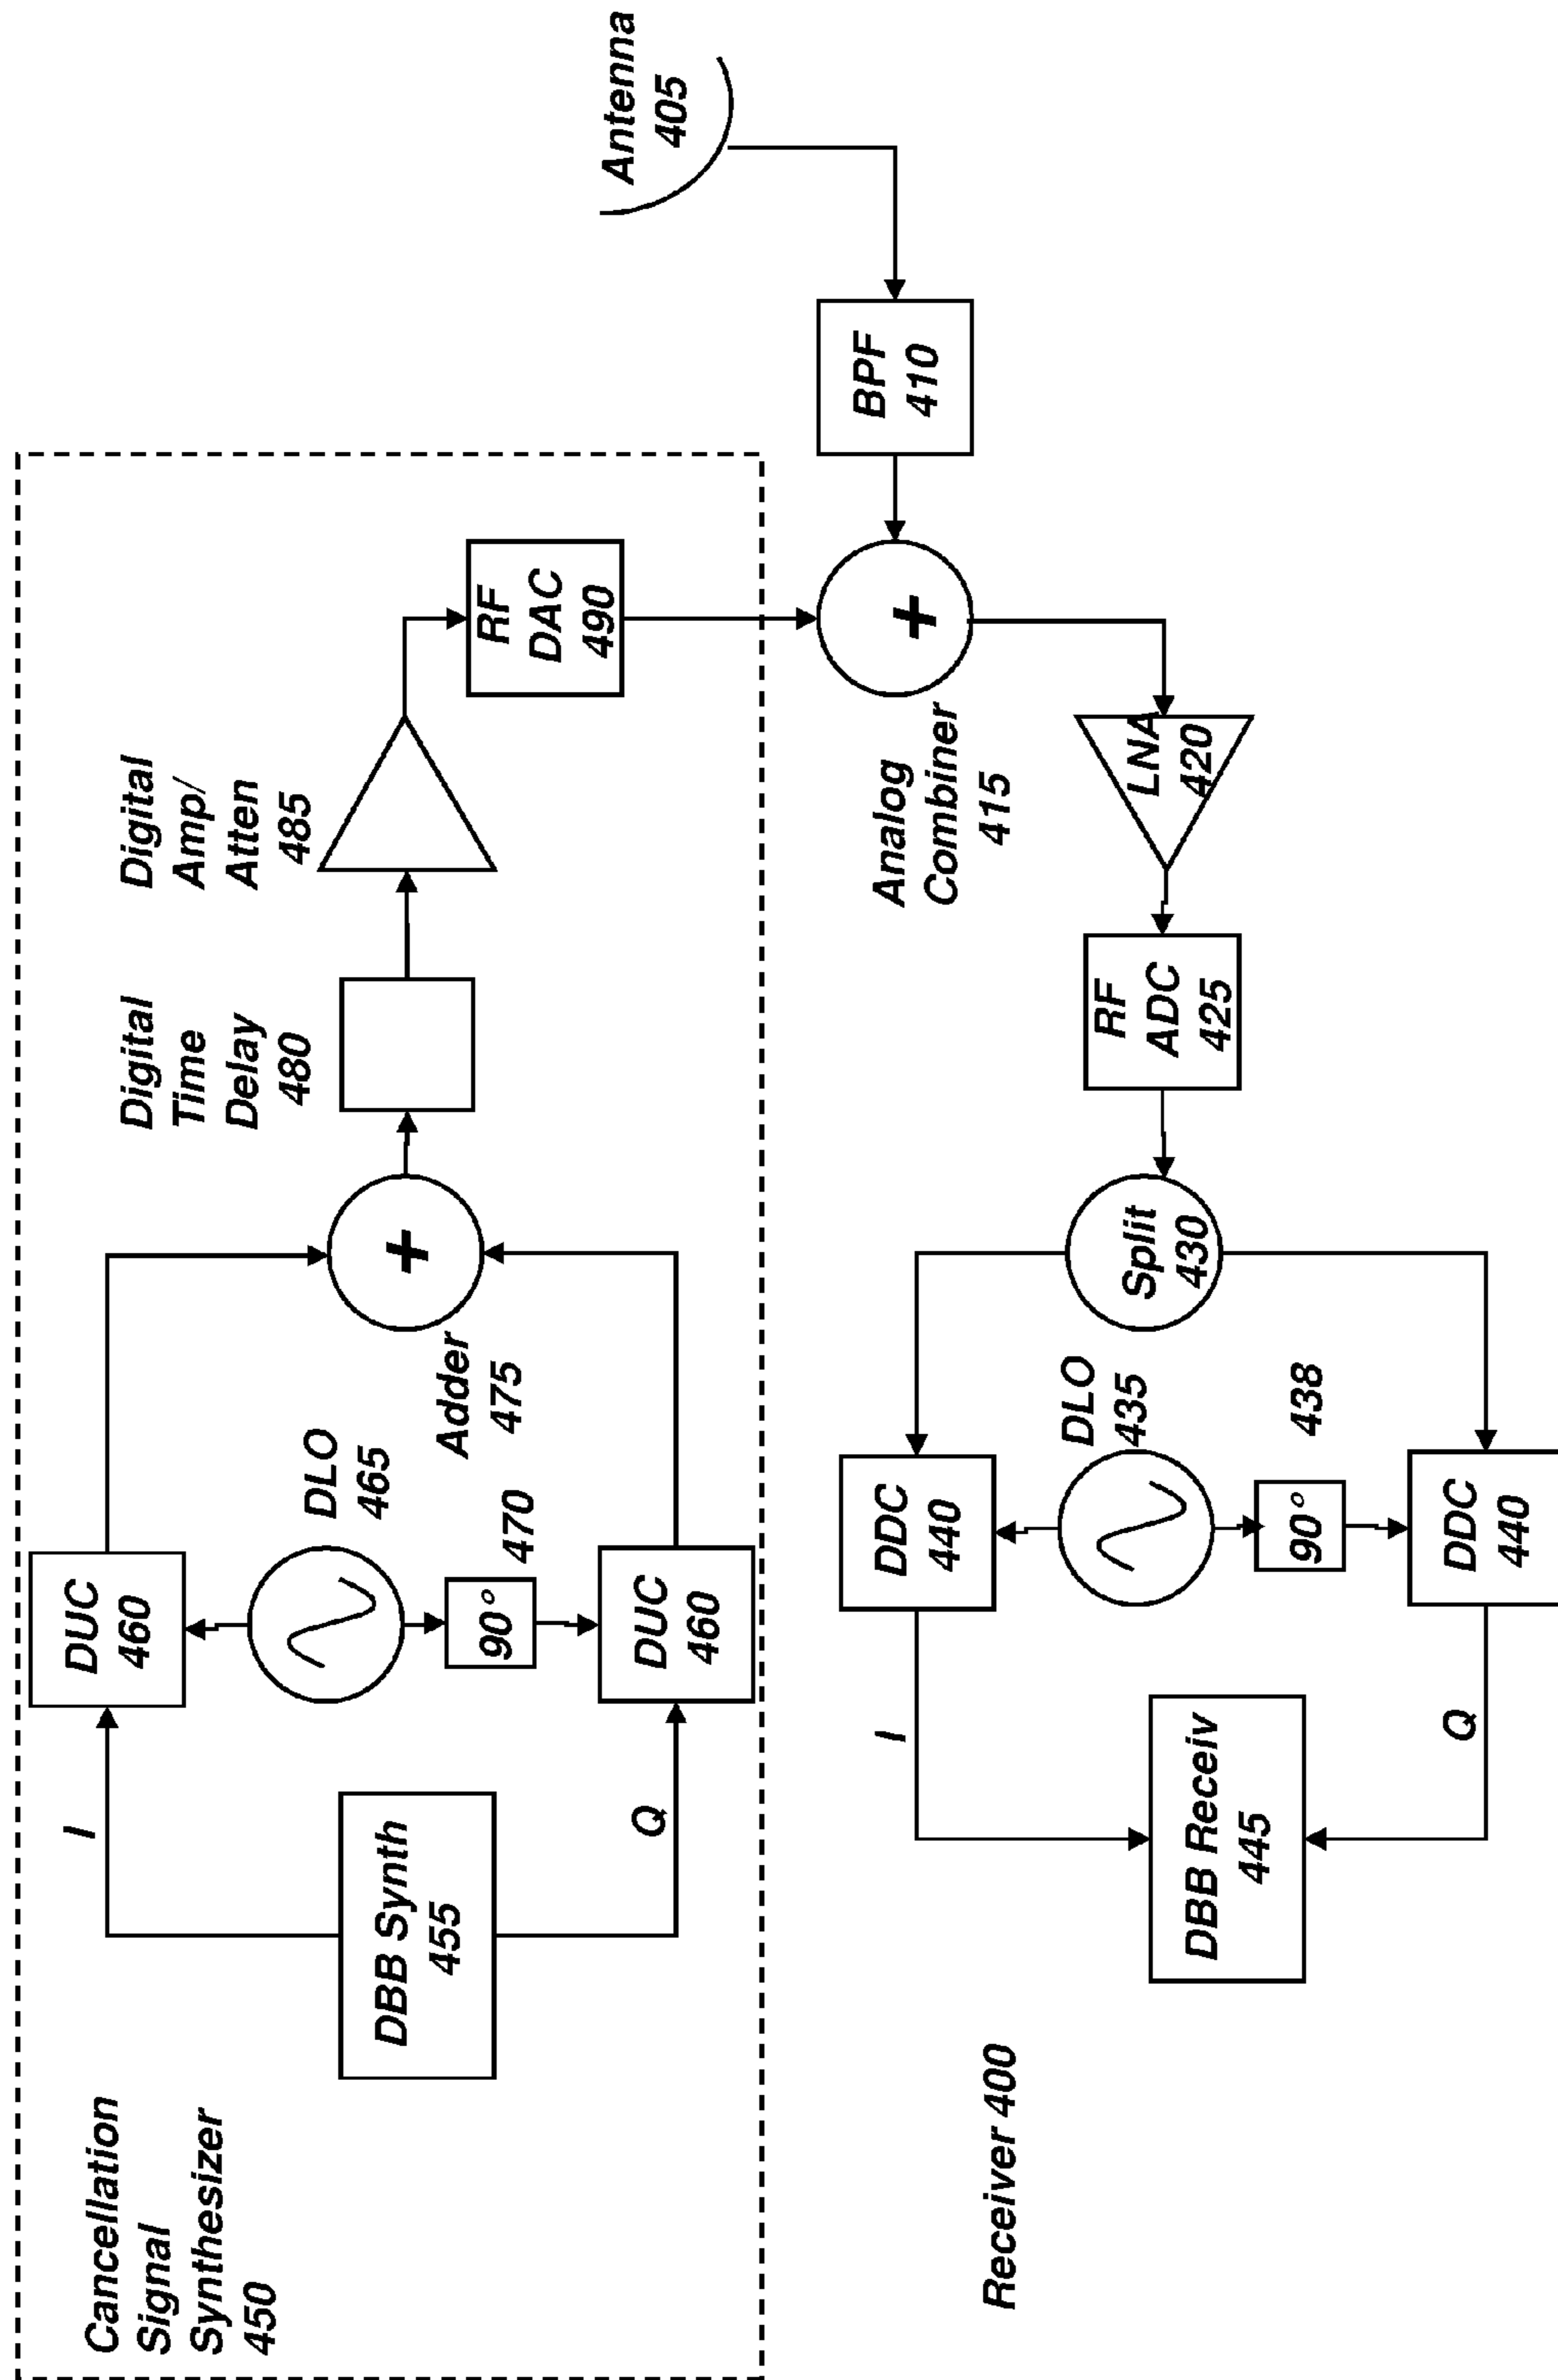 Cancellation
Signal
Synthesizer
450
DBB Synth
455
I
Q
DUC
460
DLO
465
90°
470
DUC
460
Adder
475
+
Digital
Time
Delay
480
Digital
Amp/
Atten
485
RF
DAC
490
Antenna
405
BPF
410
+
Analog
Combiner
415
LNA
420
RF
ADC
425
Split
430
DLO
435
90°
438
DDC
440
DDC
440
I
Q
DBB Receiv
445
Receiver 400